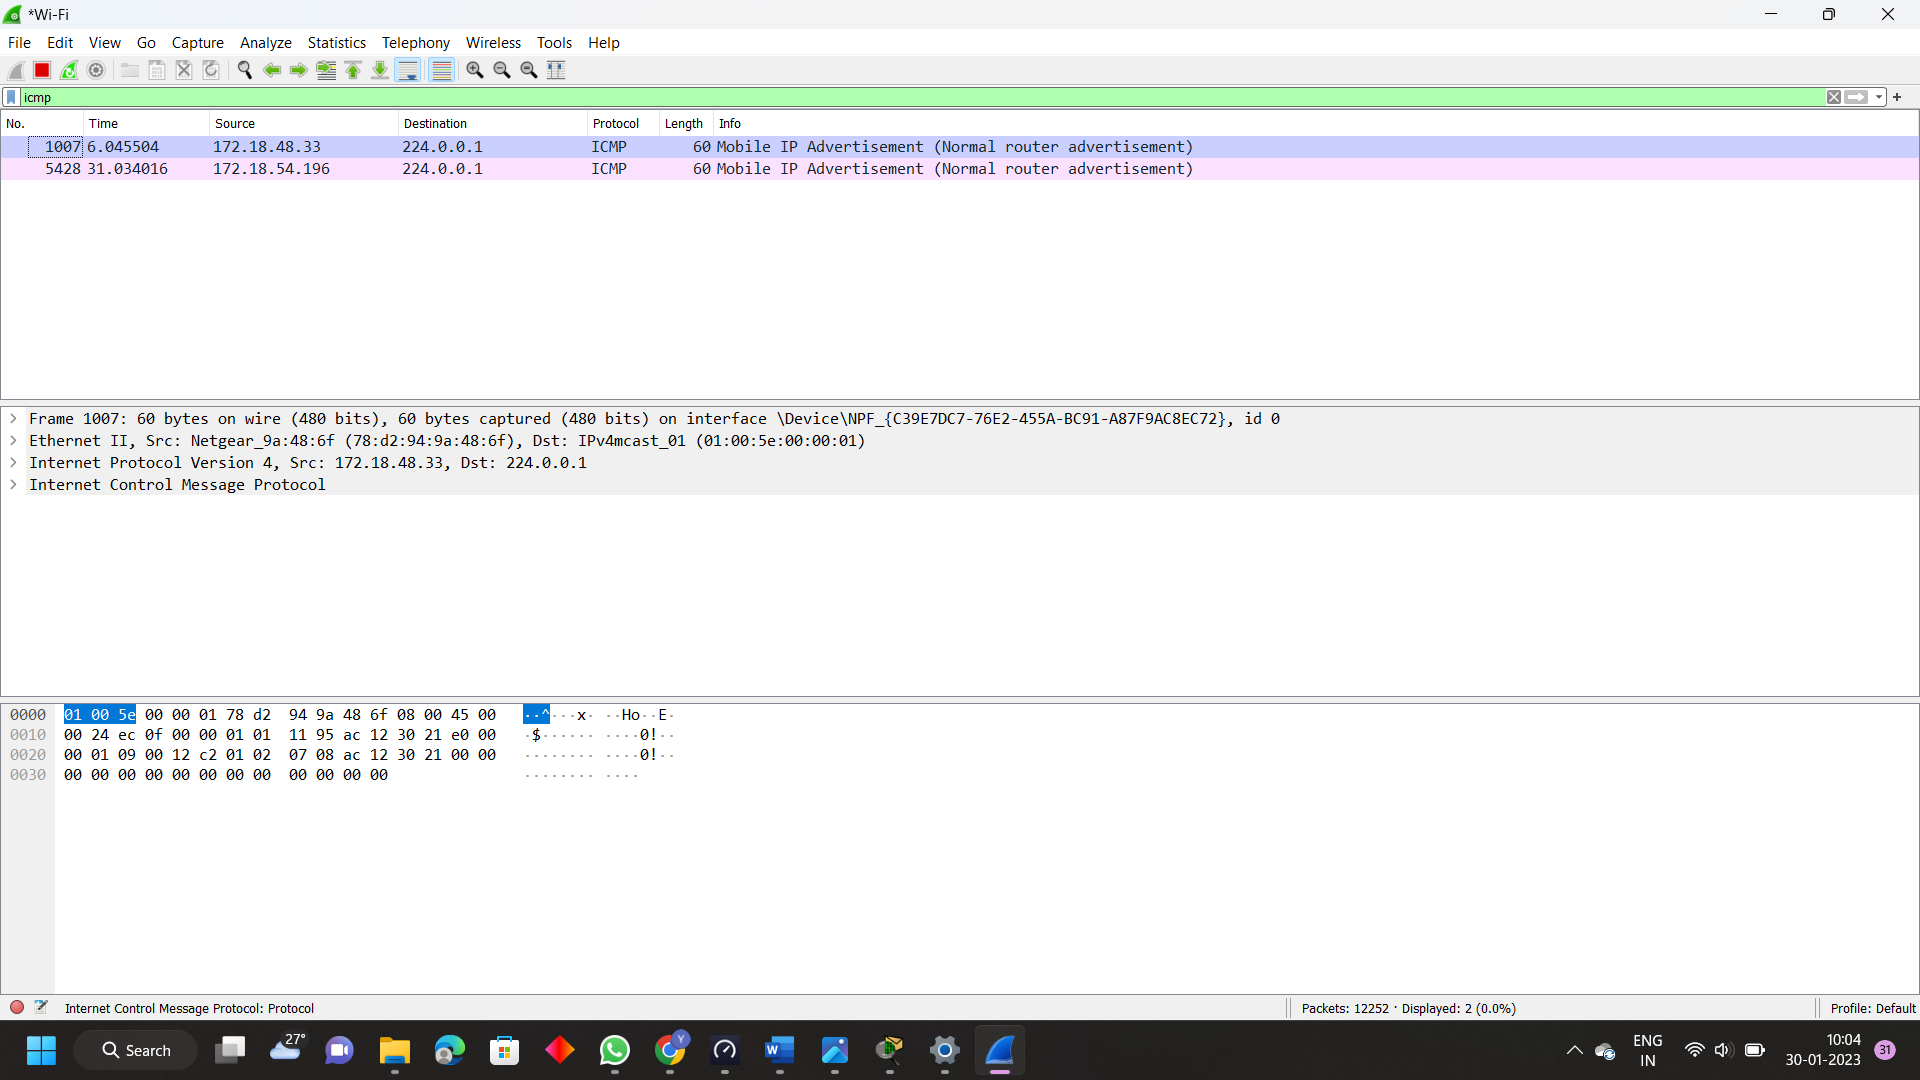 *Wi-Fi
File Edit View Go Capture Analyze Statistics Telephony Wireless Tools Help
icmp
No. Time Source Destination Protocol Length Info
1007 6.045504 172.18.48.33 224.0.0.1 ICMP 60 Mobile IP Advertisement (Normal router advertisement)
5428 31.034016 172.18.54.196 224.0.0.1 ICMP 60 Mobile IP Advertisement (Normal router advertisement)
Frame 1007: 60 bytes on wire (480 bits), 60 bytes captured (480 bits) on interface \Device\NPF_{C39E7DC7-76E2-455A-BC91-A87F9AC8EC72}, id 0
Ethernet II, Src: Netgear_9a:48:6f (78:d2:94:9a:48:6f), Dst: IPv4mcast_01 (01:00:5e:00:00:01)
Internet Protocol Version 4, Src: 172.18.48.33, Dst: 224.0.0.1
Internet Control Message Protocol
0000 01 00 5e 00 00 01 78 d2 94 9a 48 6f 08 00 45 00 ··^···x· ··Ho··E·
0010 00 24 ec 0f 00 00 01 01 11 95 ac 12 30 21 e0 00 ·$······ ····0!··
0020 00 01 09 00 12 c2 01 02 07 08 ac 12 30 21 00 00 ········ ····0!··
0030 00 00 00 00 00 00 00 00 00 00 00 00 ········ ····
Internet Control Message Protocol: Protocol Packets: 12252 · Displayed: 2 (0.0%) Profile: Default
Search 27° Y ENG IN 10:04 30-01-2023 31